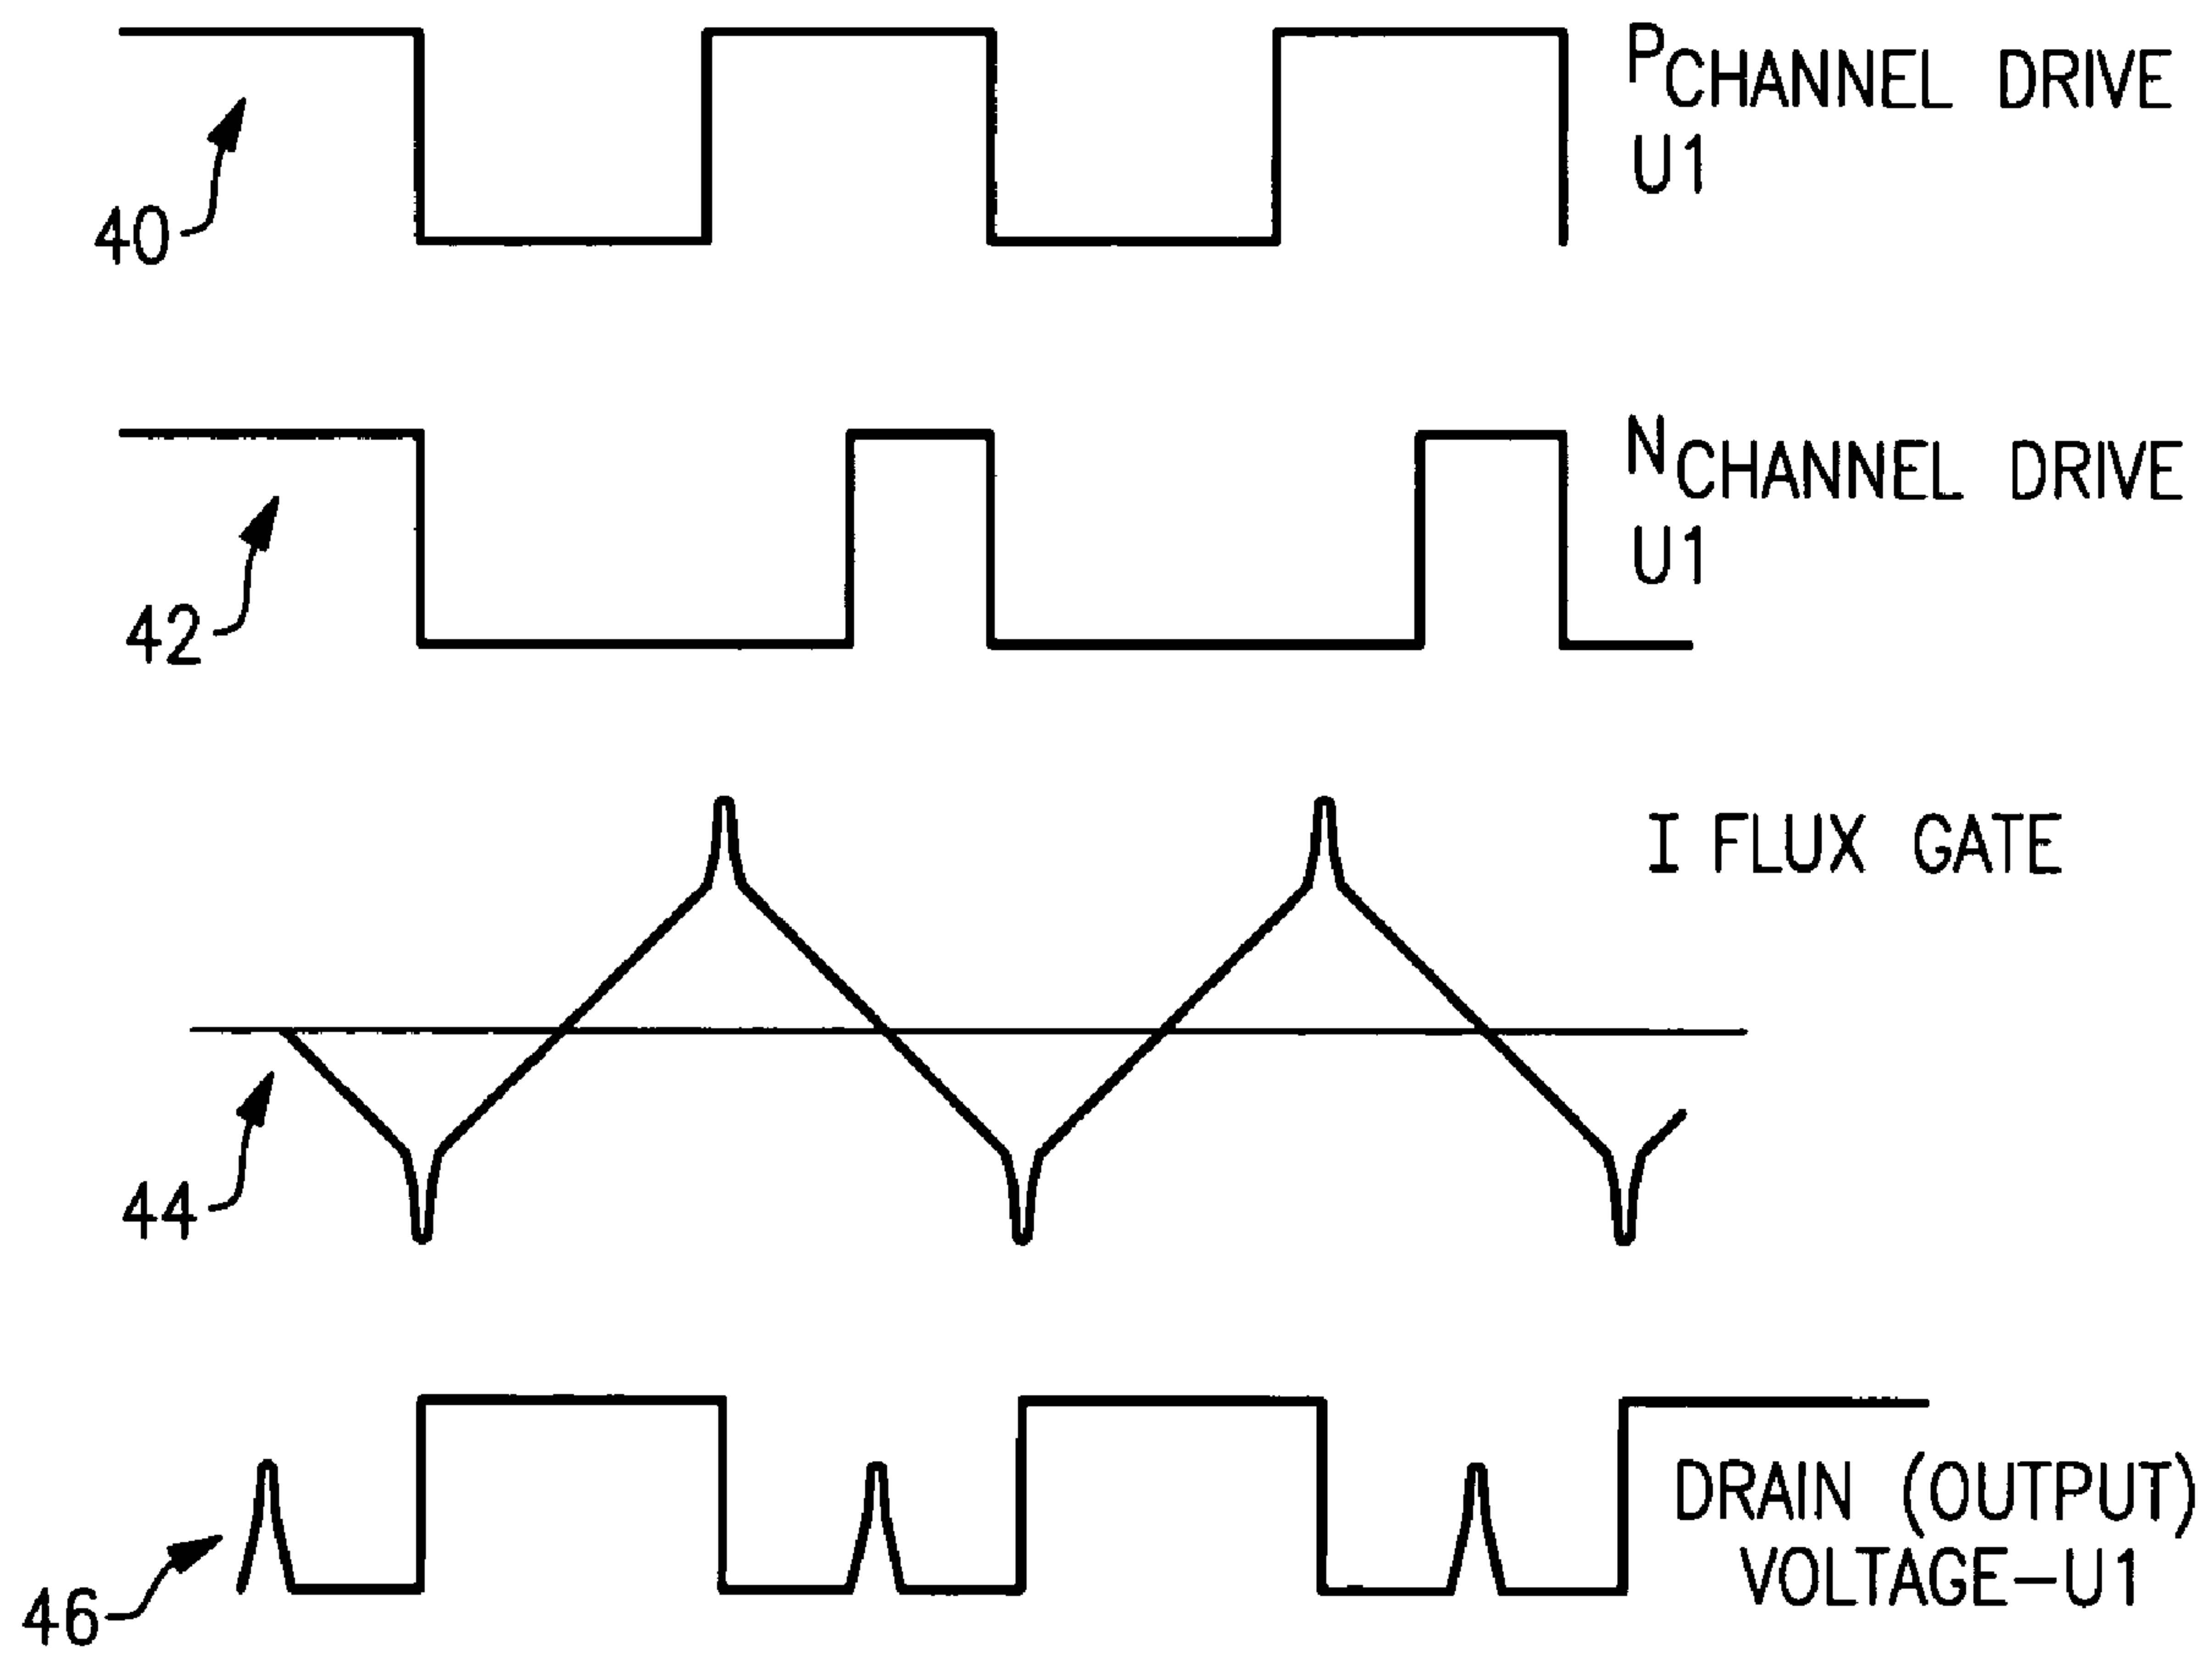 PCHANNEL DRIVE
U1
40
NCHANNEL DRIVE
U1
42
I FLUX GATE
44
DRAIN (OUTPUT)
VOLTAGE-U1
46